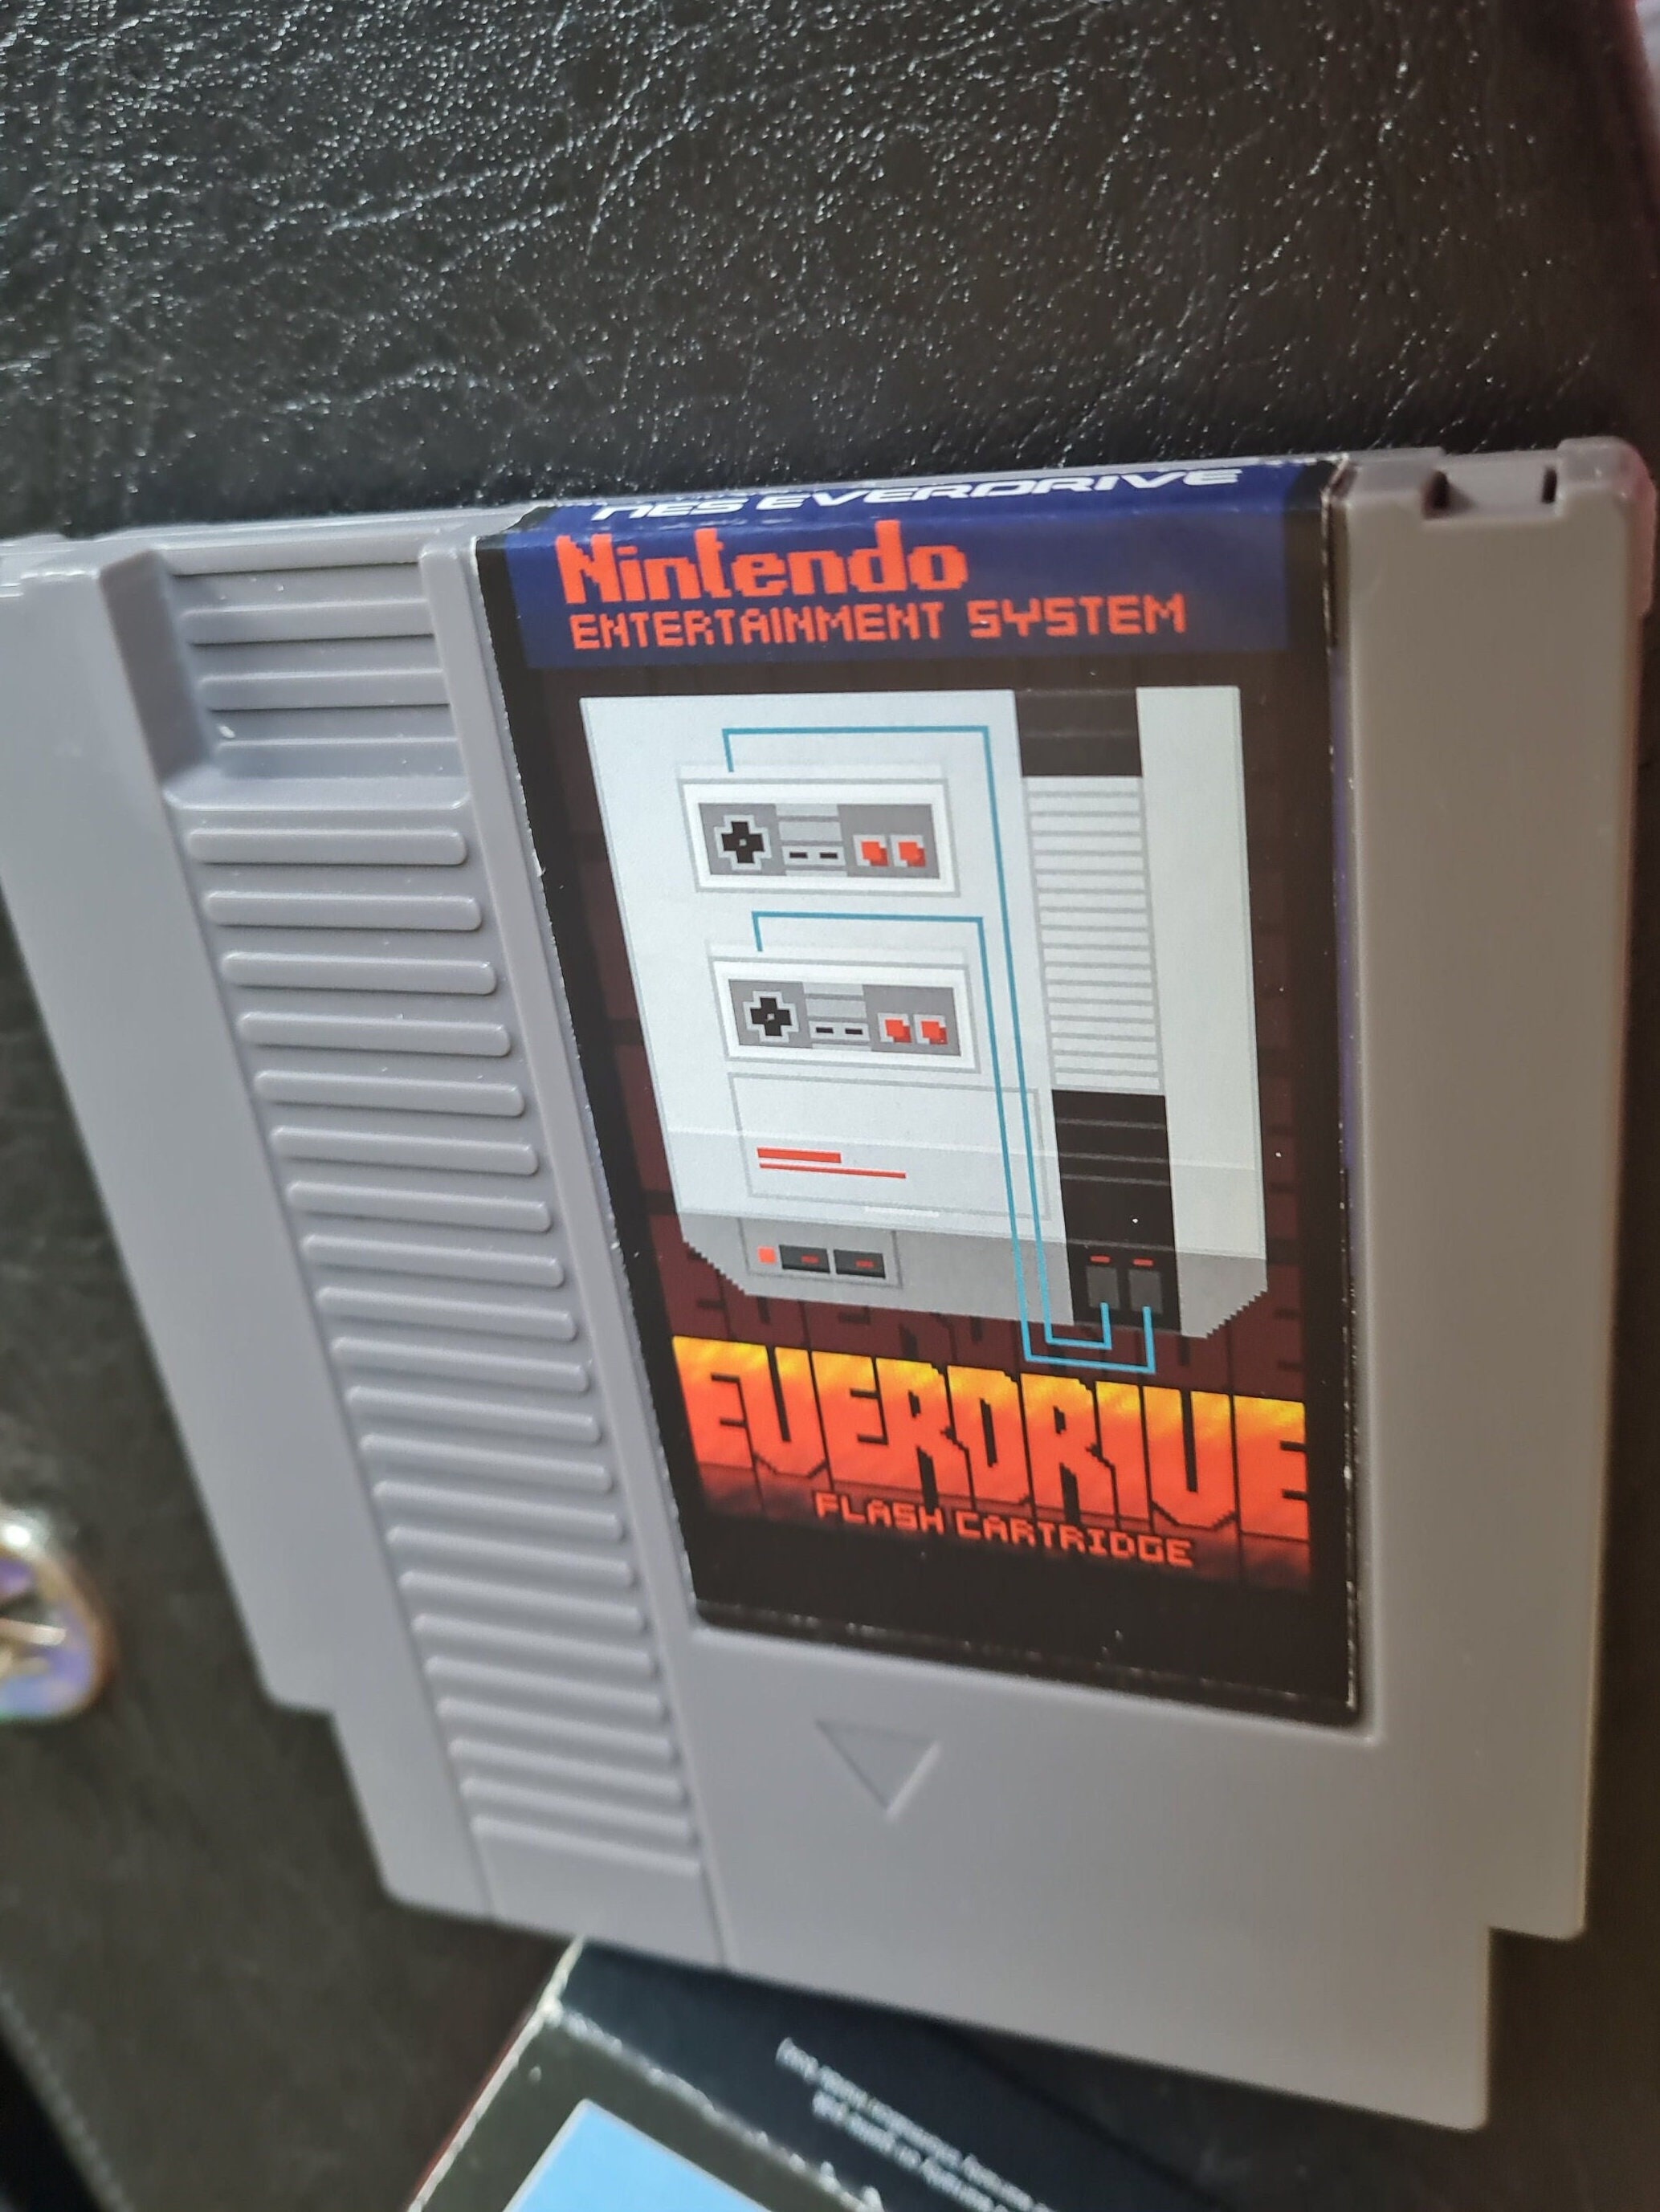 NES EVERDRIVE
Nintendo
ENTERTAINMENT SYSTEM
EVERDRIVE
FLASH CARTRIDGE